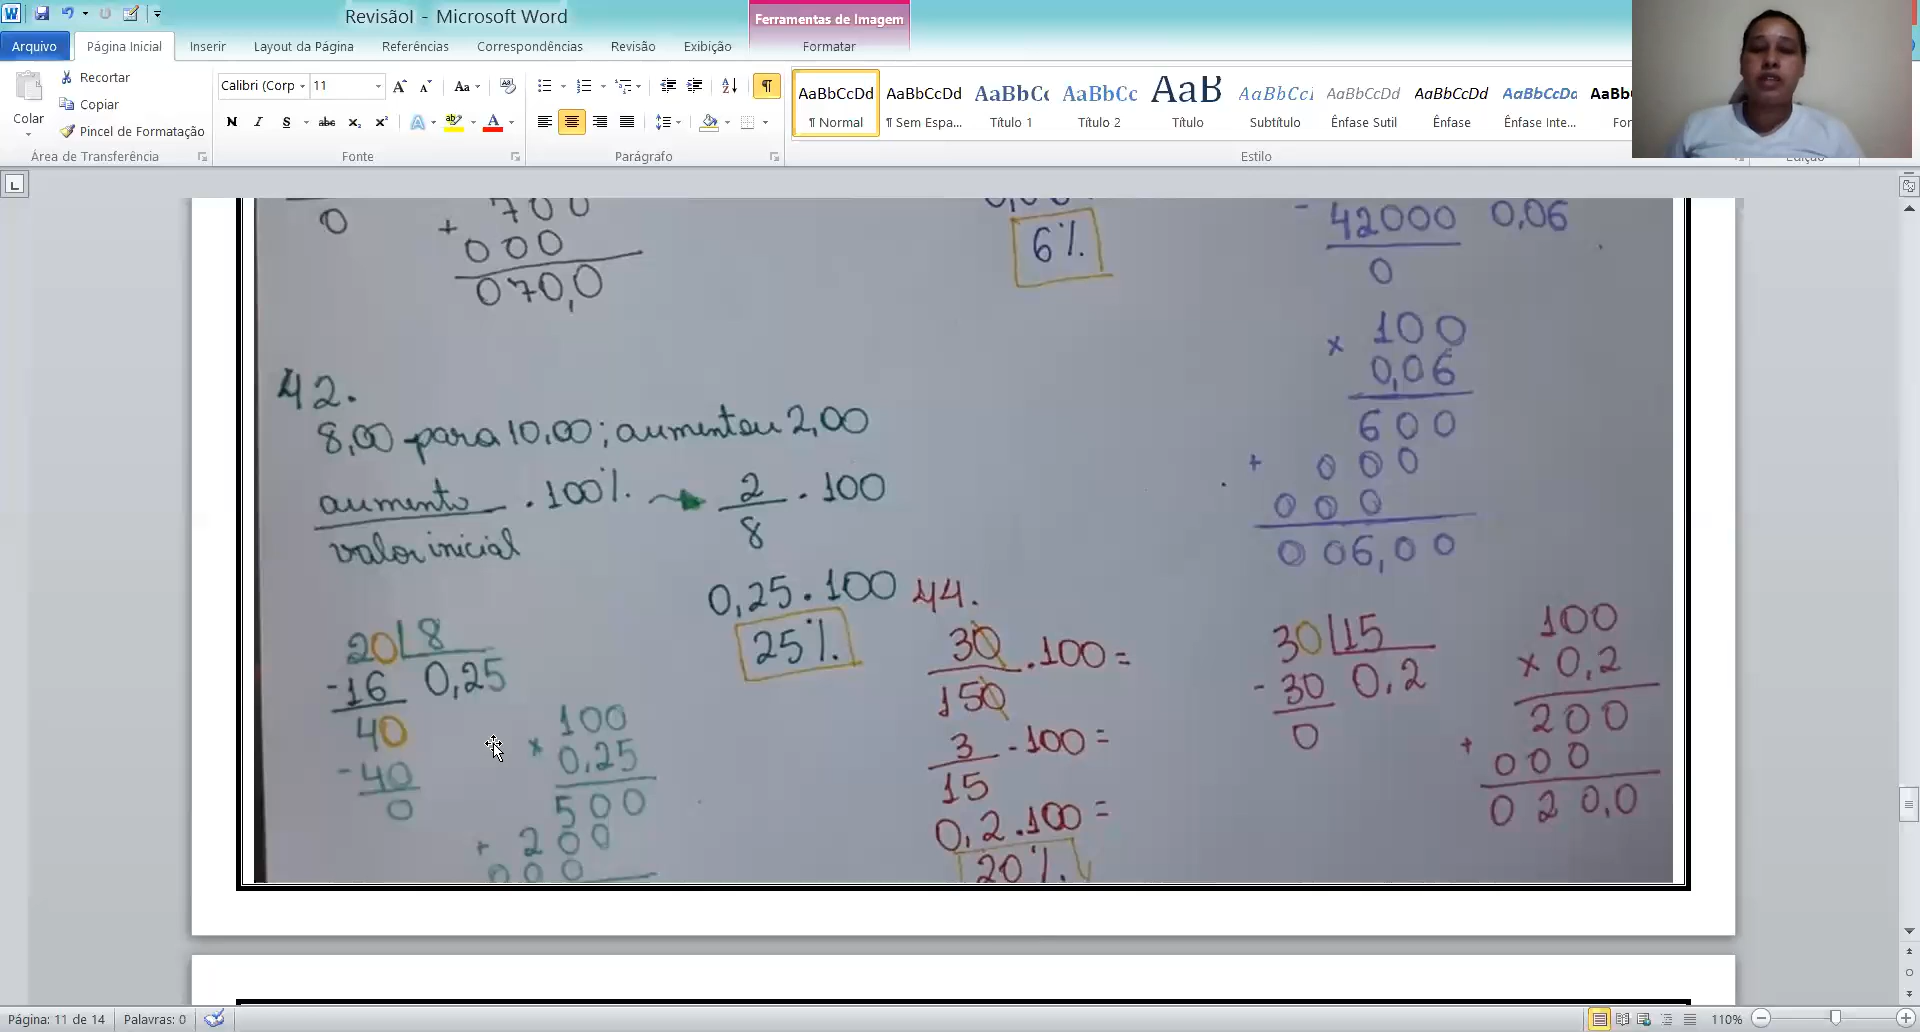 RevisãoI - Microsoft Word
Ferramentas de Imagem
Arquivo
Página Inicial
Inserir
Layout da Página
Referências
Correspondências
Revisão
Exibição
Formatar
Colar
Recortar
Copiar
Pincel de Formatação
Área de Transferência
Calibri (Corp
11
Fonte
Parágrafo
AaBbCcDd
¶ Normal
AaBbCcDd
¶ Sem Espa...
AaBbCc
Título 1
AaBbCc
Título 2
AaB
Título
AaBbCcI
Subtítulo
AaBbCcDd
Ênfase Sutil
AaBbCcDd
Ênfase
AaBbCcDd
Ênfase Inte...
AaBb
For
Estilo
Edição
0
700
+
000
070,0
6%
- 42000 0,06
0
100
x 0,06
600
+ 000
000
006,00
42.
8,00 para 10,00; aumentou 2,00
aumento . 100% → 2 . 100
valor inicial 8
0,25 . 100
25%
20 8
-16 0,25
40
-40
0
100
x 0,25
500
+ 200
000
44.
30 . 100 =
150
3 . 100 =
15
0,2 . 100 =
20%
30 15
- 30 0,2
0
100
x 0,2
200
+ 000
020,0
Página: 11 de 14
Palavras: 0
110%